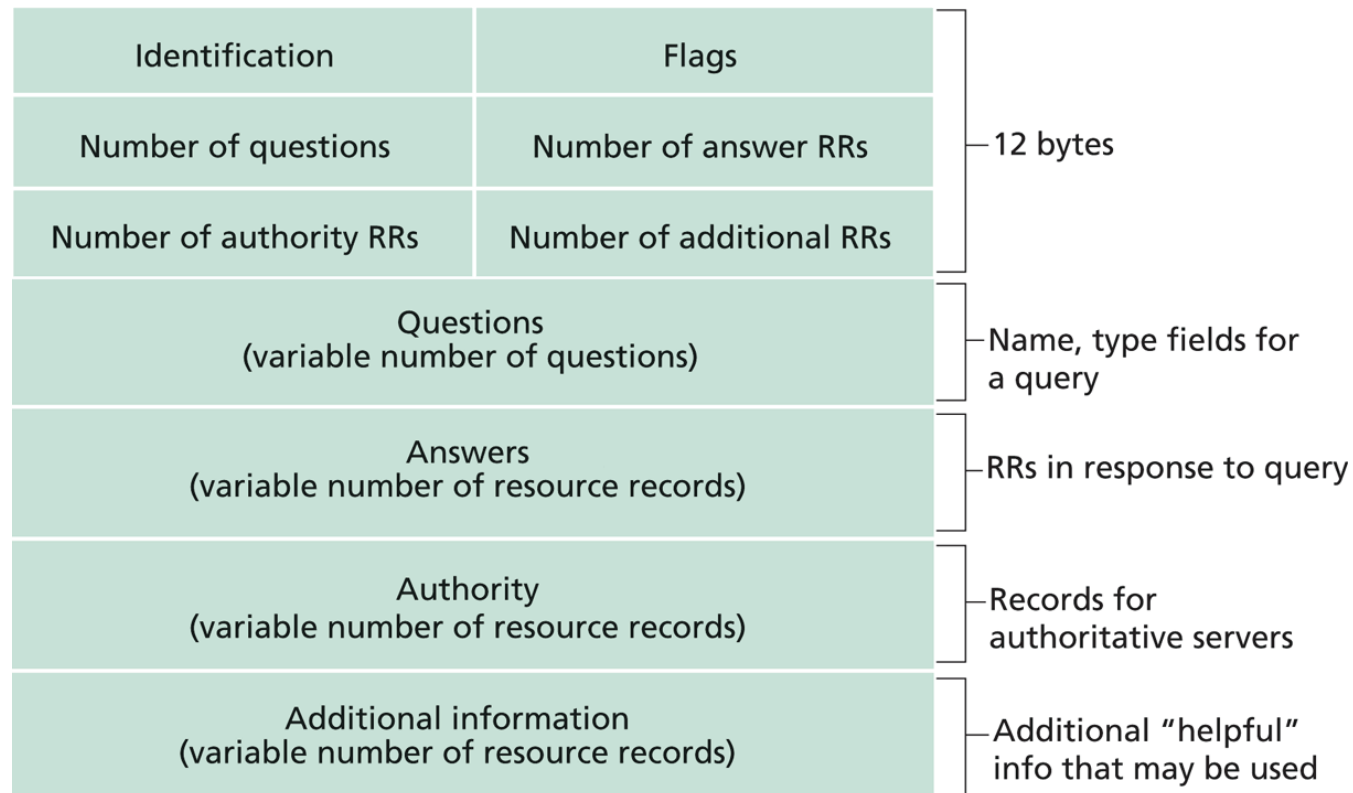 Identification
Flags
Number of questions
Number of answer RRs
12 bytes
Number of authority RRs
Number of additional RRs
Questions
(variable number of questions)
Name, type fields for
a query
Answers
(variable number of resource records)
RRs in response to query
Authority
(variable number of resource records)
Records for
authoritative servers
Additional information
(variable number of resource records)
Additional “helpful”
info that may be used